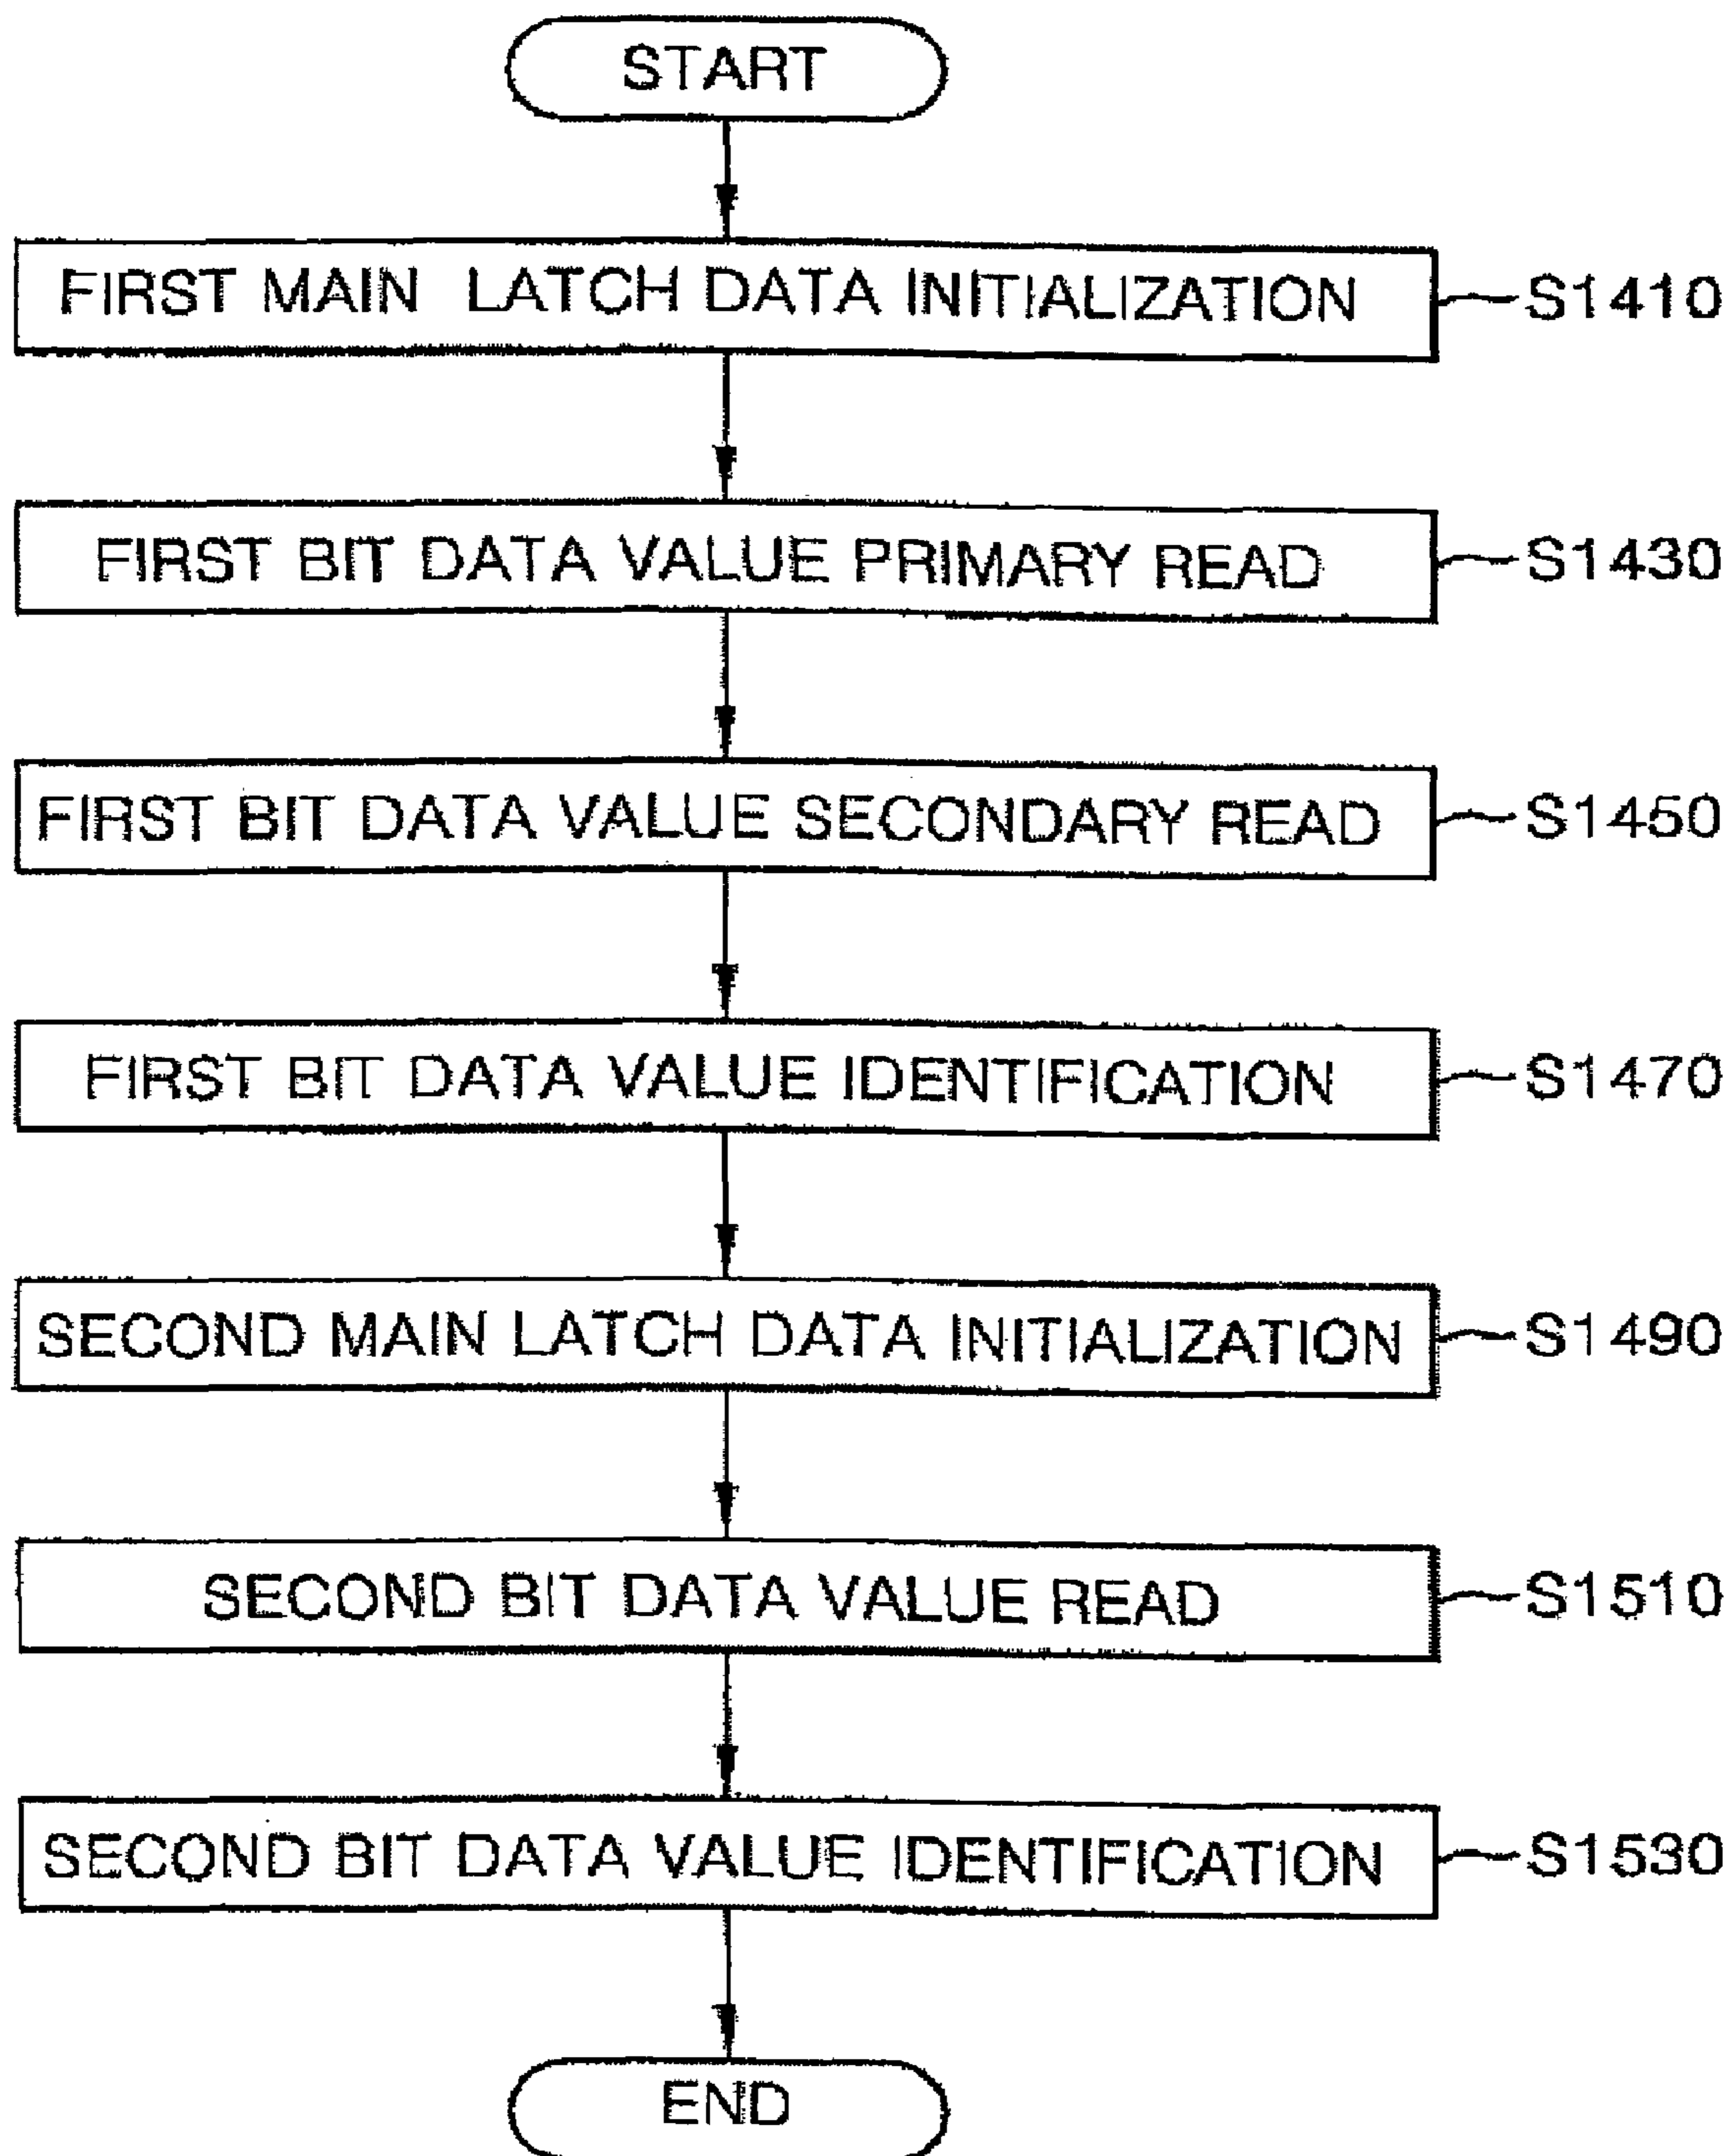 START
FIRST MAIN LATCH DATA INITIALIZATION S1410
FIRST BIT DATA VALUE PRIMARY READ S1430
FIRST BIT DATA VALUE SECONDARY READ S1450
FIRST BIT DATA VALUE IDENTIFICATION S1470
SECOND MAIN LATCH DATA INITIALIZATION S1490
SECOND BIT DATA VALUE READ S1510
SECOND BIT DATA VALUE IDENTIFICATION S1530
END